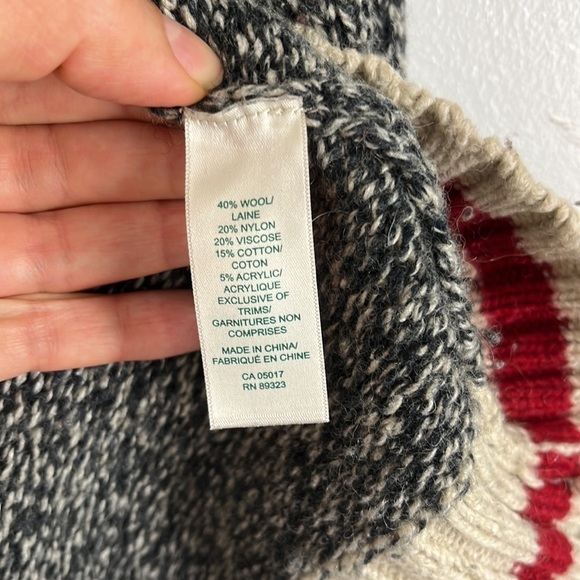 40% WOOL/
LAINE
20% NYLON
20% VISCOSE
15% COTTON/
COTON
5% ACRYLIC/
ACRYLIQUE
EXCLUSIVE OF
TRIMS/
GARNITURES NON
COMPRISES
MADE IN CHINA/
FABRIQUÉ EN CHINE
CA 05017
RN 89323